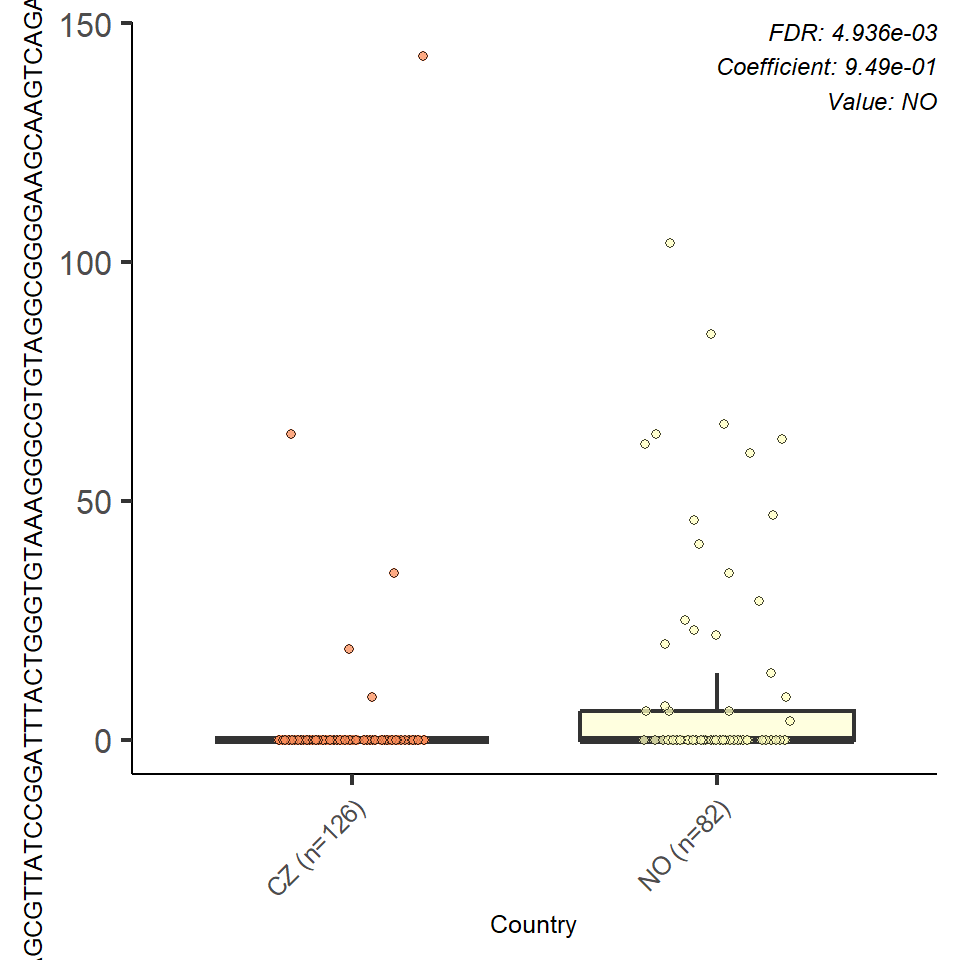 150
100
50
0
FDR: 4.936e-03
Coefficient: 9.49e-01
Value: NO
AGCGTTATCCGGATTTACTGGGTGTAAAGGGCGTGTAGGCGGGGAAGCAAGTCAGA
CZ (n=126)
NO (n=82)
Country